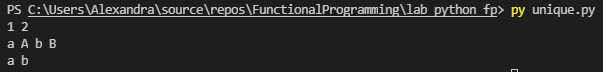 PS C:\Users\Alexandra\source\repos\FunctionalProgramming\lab python fp> py unique.py
1 2
a A b B
a b